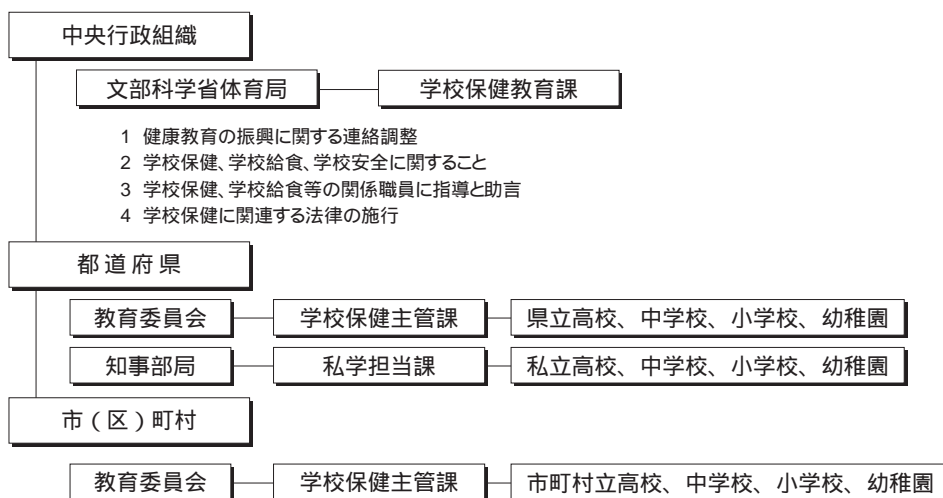 中央行政組織
文部科学省体育局 学校保健教育課
1 健康教育の振興に関する連絡調整
2 学校保健、学校給食、学校安全に関すること
3 学校保健、学校給食等の関係職員に指導と助言
4 学校保健に関連する法律の施行
都道府県
教育委員会 学校保健主管課 県立高校、中学校、小学校、幼稚園
知事部局 私学担当課 私立高校、中学校、小学校、幼稚園
市(区)町村
教育委員会 学校保健主管課 市町村立高校、中学校、小学校、幼稚園